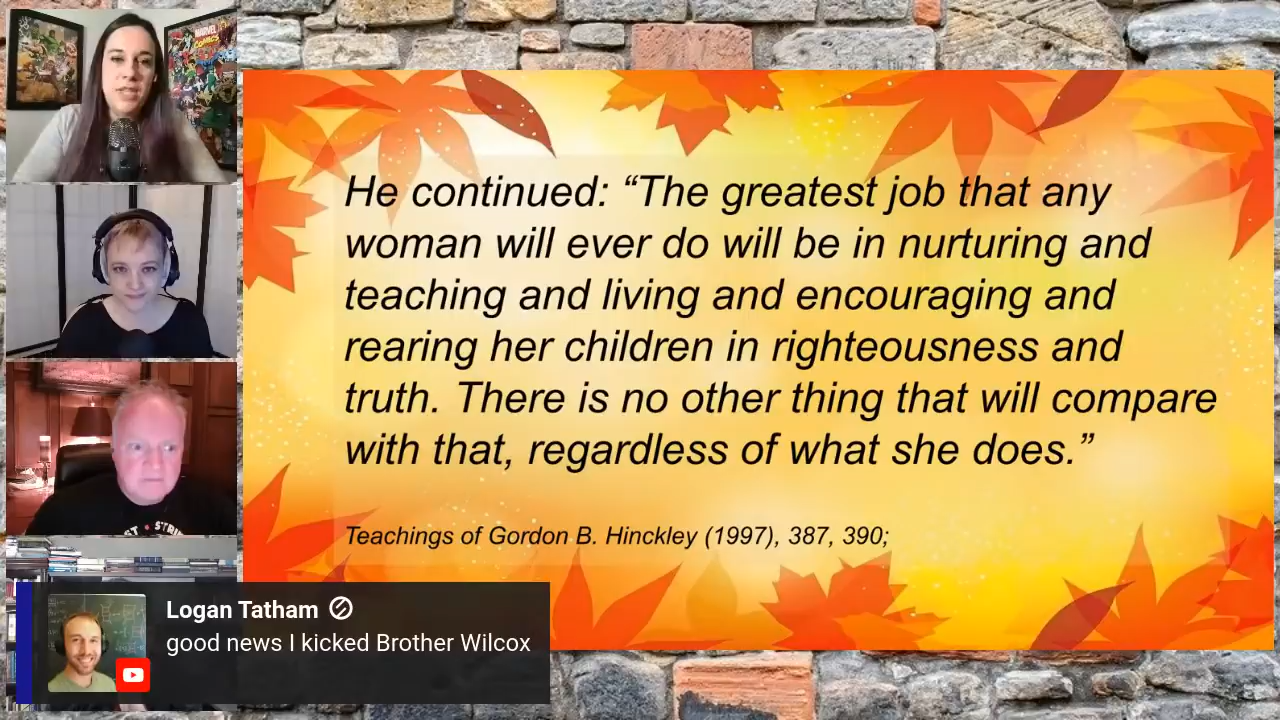 MARVEL
COMICS
He continued: “The greatest job that any
woman will ever do will be in nurturing and
teaching and living and encouraging and
rearing her children in righteousness and
truth. There is no other thing that will compare
with that, regardless of what she does.”
Teachings of Gordon B. Hinckley (1997), 387, 390;
Logan Tatham
good news I kicked Brother Wilcox